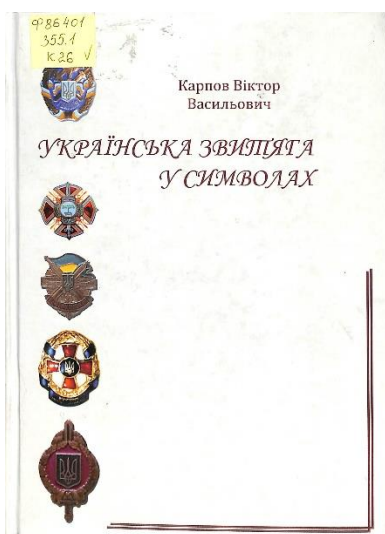 Ф86401
355.1
К26 V
Карпов Віктор
Васильович
УКРАЇНСЬКА ЗВИТЯГА
У СИМВОЛАХ